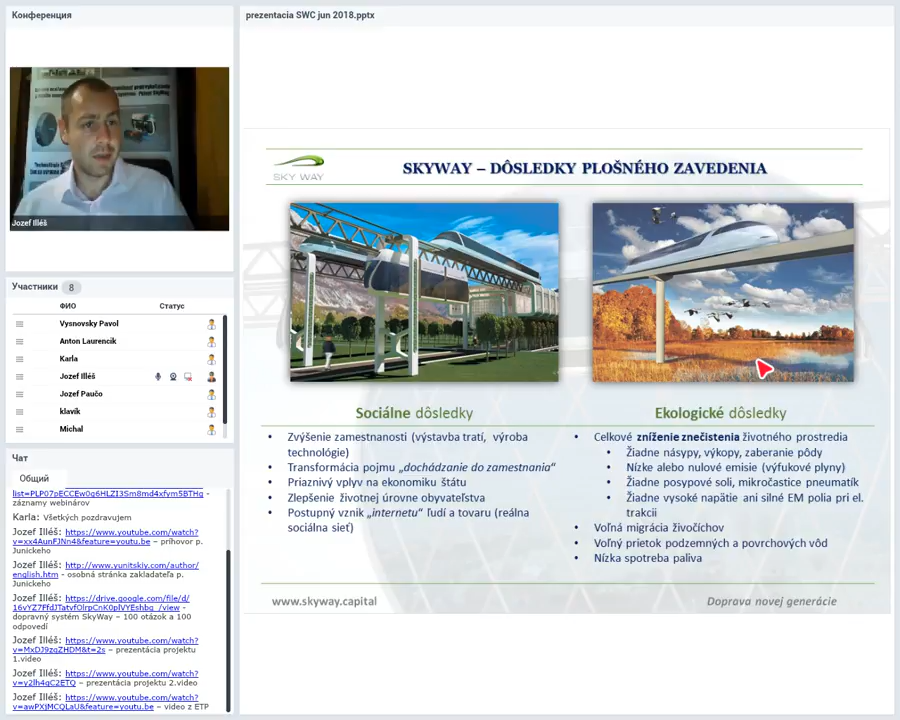 Конференция
Jozef Illéš
Участники 8
ФИО Статус
Vysnovsky Pavol
Anton Laurencik
Karla
Jozef Illéš
Jozef Paučo
klavík
Michal
Чат
Общий
list=PLP07pECCEw0q6HLZI3Sm8md4xfym5BTHq -
záznamy webinárov
Karla: Všetkých pozdravujem
Jozef Illéš: https://www.youtube.com/watch?
v=xx4AunFJNn4&feature=youtu.be – príhovor p.
Junickeho
Jozef Illéš: http://www.yunitskiy.com/author/
english.htm - osobná stránka zakladateľa p.
Junickeho
Jozef Illéš: https://drive.google.com/file/d/
/view -
dopravný systém SkyWay – 100 otázok a 100
odpovedí
Jozef Illéš: https://www.youtube.com/watch?
v=MxDJ9zgZHDM&t=2s – prezentácia projektu
1.video
Jozef Illéš: https://www.youtube.com/watch?
v=y2lh4qC2ETQ – prezentácia projektu 2.video
Jozef Illéš: https://www.youtube.com/watch?
v=awPXjMCQLaU&feature=youtu.be – video z ETP
prezentacia SWC jun 2018.pptx
SKY WAY
SKYWAY – DÔSLEDKY PLOŠNÉHO ZAVEDENIA
Sociálne dôsledky
• Zvýšenie zamestnanosti (výstavba tratí, výroba
technológie)
• Transformácia pojmu „dochádzanie do zamestnania“
• Priaznivý vplyv na ekonomiku štátu
• Zlepšenie životnej úrovne obyvateľstva
• Postupný vznik „internetu“ ľudí a tovaru (reálna
sociálna sieť)
Ekologické dôsledky
• Celkové zníženie znečistenia životného prostredia
• Žiadne násypy, výkopy, zaberanie pôdy
• Nízke alebo nulové emisie (výfukové plyny)
• Žiadne posypové soli, mikročastice pneumatík
• Žiadne vysoké napätie ani silné EM polia pri el.
trakcii
• Voľná migrácia živočíchov
• Voľný prietok podzemných a povrchových vôd
• Nízka spotreba paliva
www.skyway.capital
Doprava novej generácie